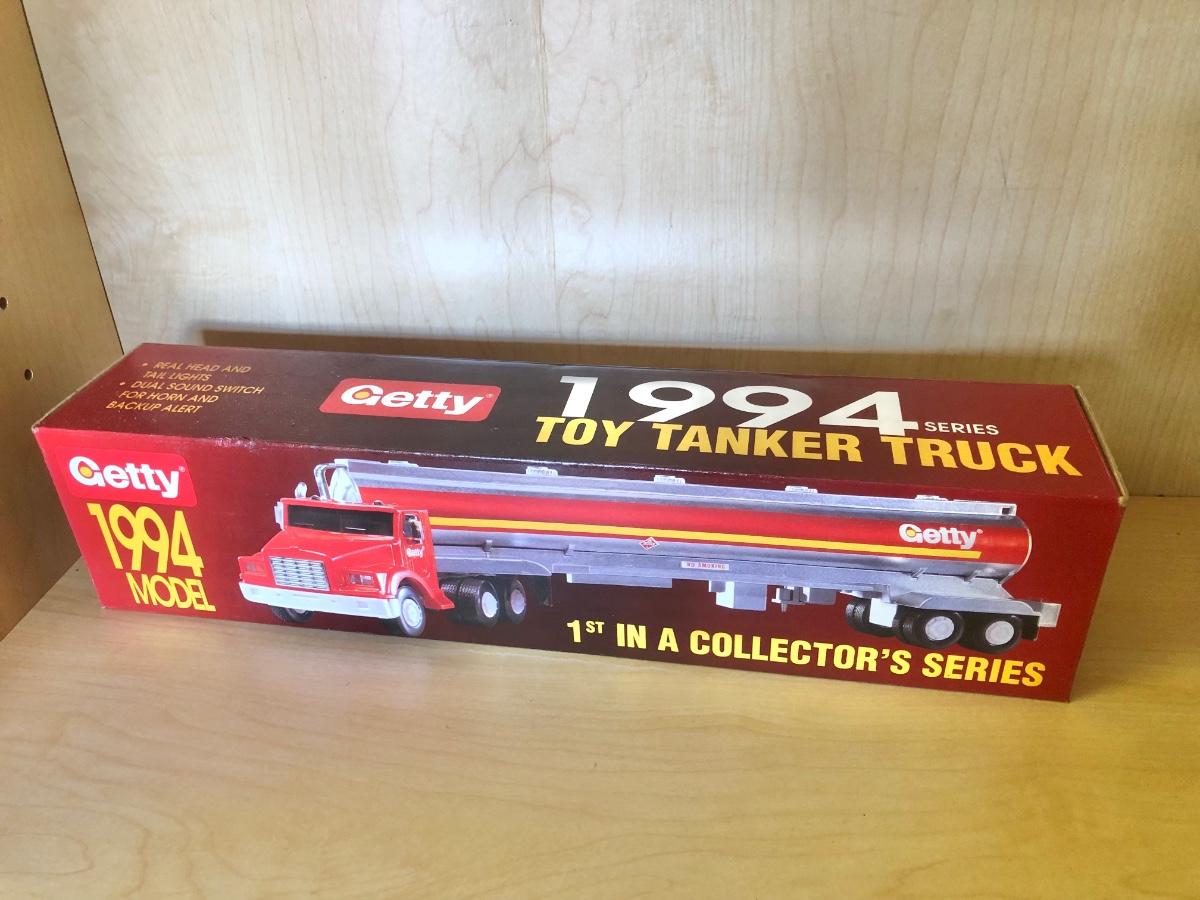 • REAL HEAD AND
TAIL LIGHTS
• DUAL SOUND SWITCH
FOR HORN AND
BACKUP ALERT
Getty®
1994 SERIES
TOY TANKER TRUCK
Getty®
1994
MODEL
Getty
Getty®
NO SMOKING
1ST IN A COLLECTOR'S SERIES